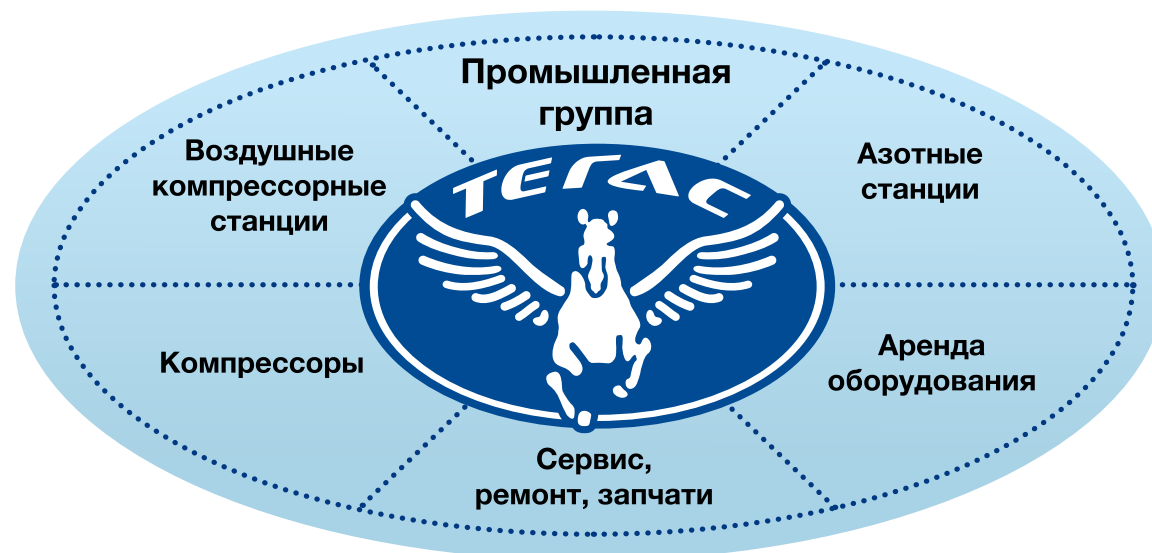 Промышленная
группа
Воздушные
компрессорные
станции
Азотные
станции
ТЕГАС
Компрессоры
Аренда
оборудования
Сервис,
ремонт, запчати